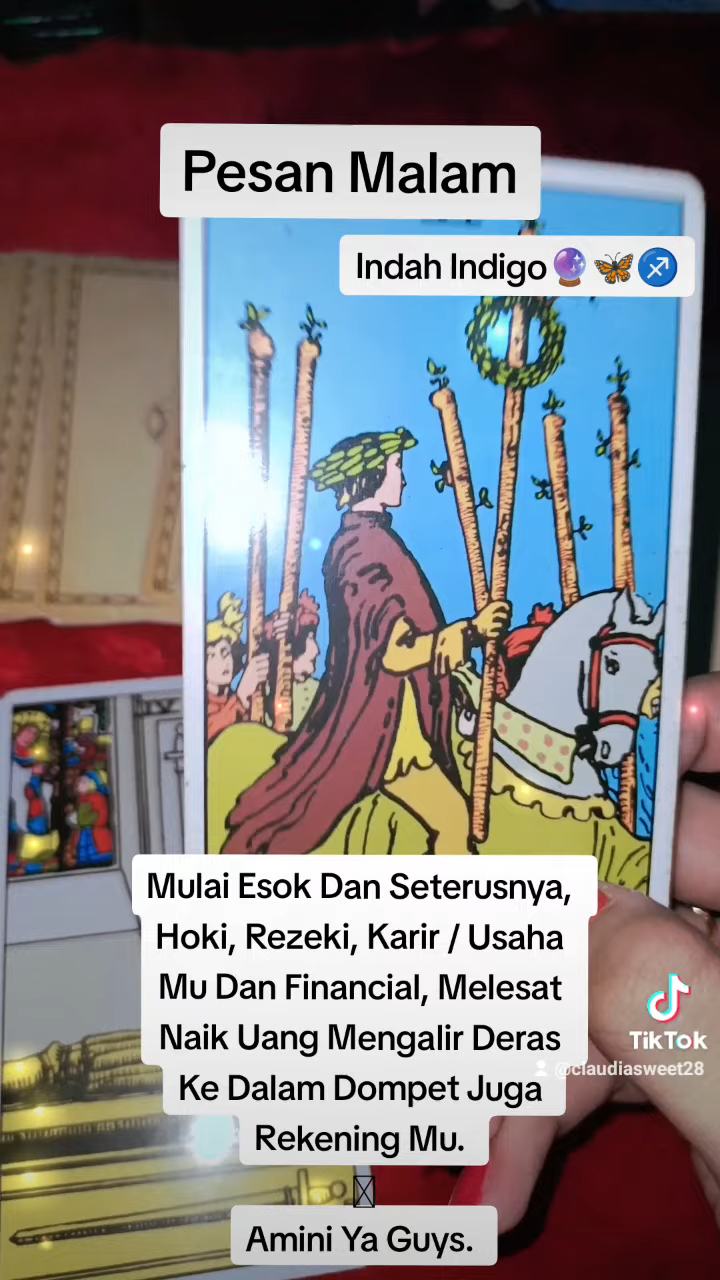 Pesan Malam
Indah Indigo🔮🦋♐
Mulai Esok Dan Seterusnya,
Hoki, Rezeki, Karir / Usaha
Mu Dan Financial, Melesat
Naik Uang Mengalir Deras
Ke Dalam Dompet Juga
Rekening Mu.
Amini Ya Guys.
TikTok
@claudiasweet28